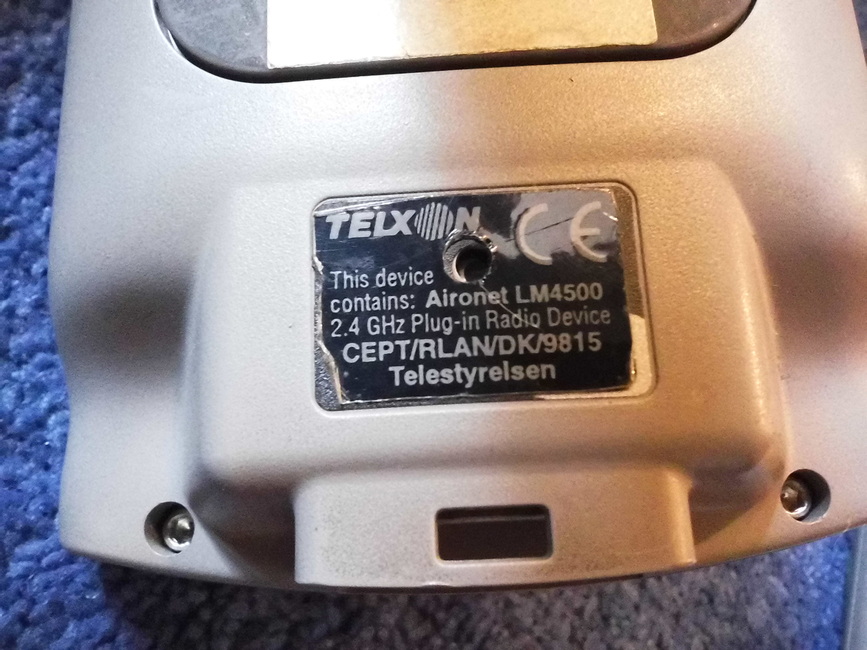 TELXON CE
This device
contains: Aironet LM4500
2.4 GHz Plug-in Radio Device
CEPT/RLAN/DK/9815
Telestyrelsen